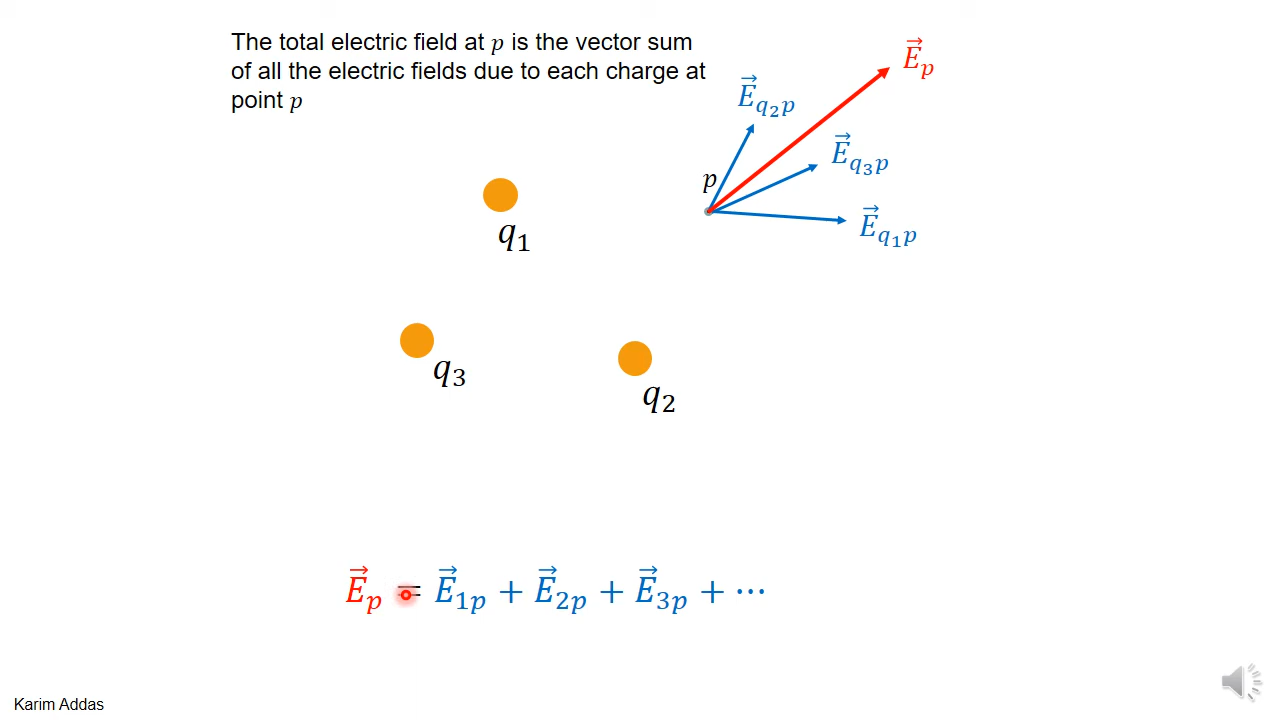 The total electric field at 𝑝 is the vector sum
of all the electric fields due to each charge at
point 𝑝
E⃗ₚ
E⃗_{q₂p}
E⃗_{q₃p}
p
E⃗_{q₁p}
q₁
q₃
q₂
E⃗ₚ = E⃗₁ₚ + E⃗₂ₚ + E⃗₃ₚ + ⋯
Karim Addas